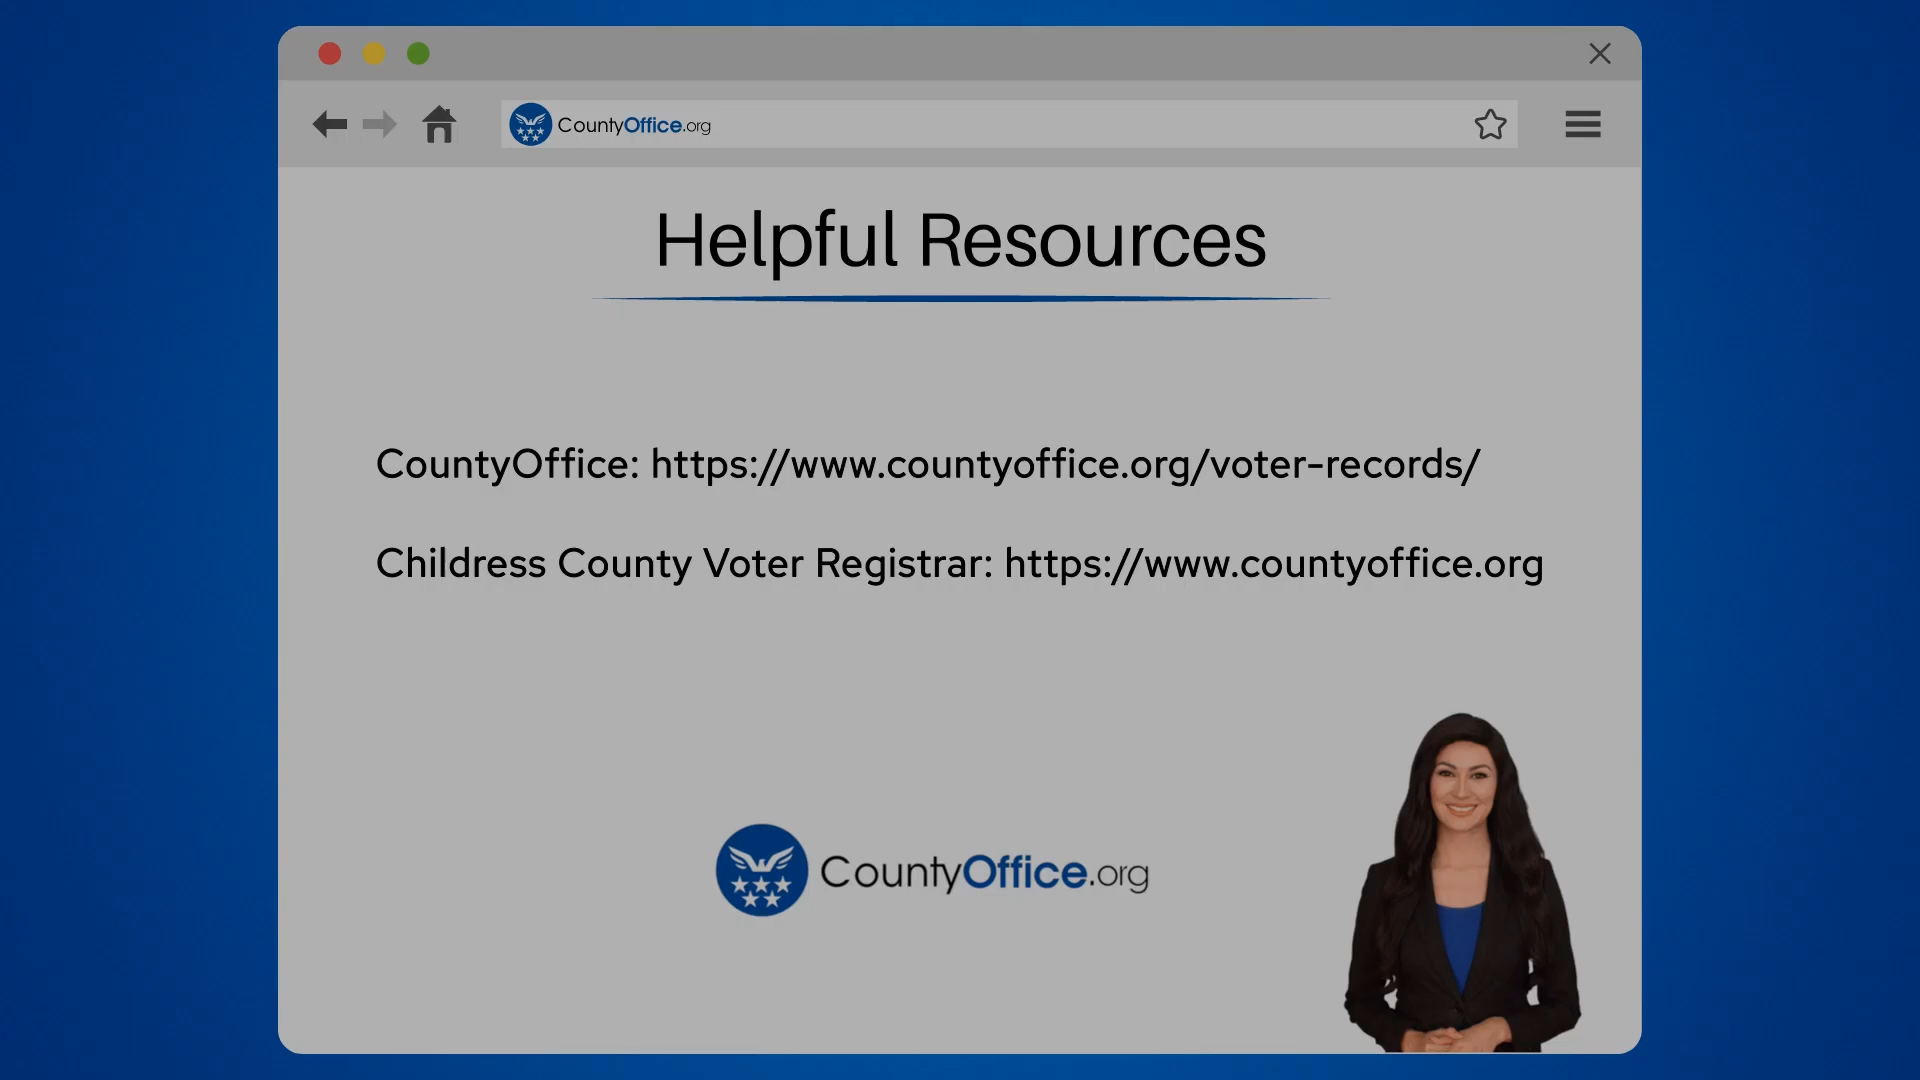 CountyOffice.org
Helpful Resources
CountyOffice: https://www.countyoffice.org/voter-records/
Childress County Voter Registrar: https://www.countyoffice.org
CountyOffice.org